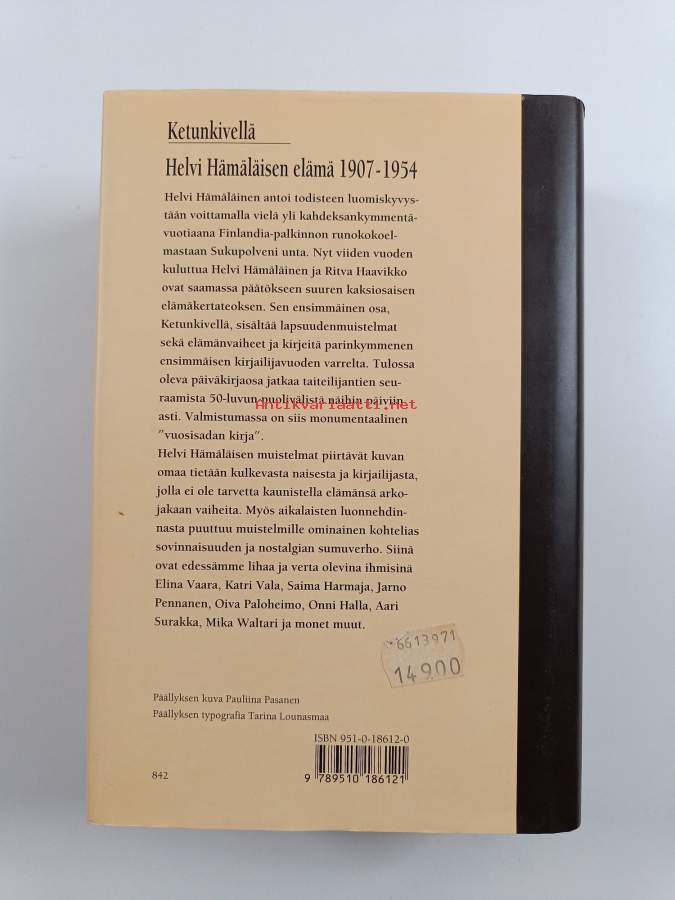 Ketunkivellä
Helvi Hämäläisen elämä 1907-1954
Helvi Hämäläinen antoi todisteen luomiskyvys-
tään voittamalla vielä yli kahdeksankymmentä-
vuotiaana Finlandia-palkinnon runokokoel-
mastaan Sukupolveni unta. Nyt viiden vuoden
kuluttua Helvi Hämäläinen ja Ritva Haavikko
ovat saamassa päätökseen suuren kaksiosaisen
elämäkertateoksen. Sen ensimmäinen osa,
Ketunkivellä, sisältää lapsuudenmuistelmat
sekä elämänvaiheet ja kirjeitä parinkymmenen
ensimmäisen kirjailijavuoden varrelta. Tulossa
oleva päiväkirjaosa jatkaa taiteilijantien seu-
raamista 50-luvun puolivälistä näihin päiviin
Antikvariaatti.net
asti. Valmistumassa on siis monumentaalinen
”vuosisadan kirja”.
Helvi Hämäläisen muistelmat piirtävät kuvan
omaa tietään kulkevasta naisesta ja kirjailijasta,
jolla ei ole tarvetta kaunistella elämänsä arko-
jakaan vaiheita. Myös aikalaisten luonnehdin-
nasta puuttuu muistelmille ominainen kohtelias
sovinnaisuuden ja nostalgian sumuverho. Siinä
ovat edessämme lihaa ja verta olevina ihmisinä
Elina Vaara, Katri Vala, Saima Harmaja, Jarno
Pennanen, Oiva Paloheimo, Onni Halla, Aari
Surakka, Mika Waltari ja monet muut.
6613971
14900
Päällyksen kuva Pauliina Pasanen
Päällyksen typografia Tarina Lounasmaa
ISBN 951-0-18612-0
9 789510 186121
842